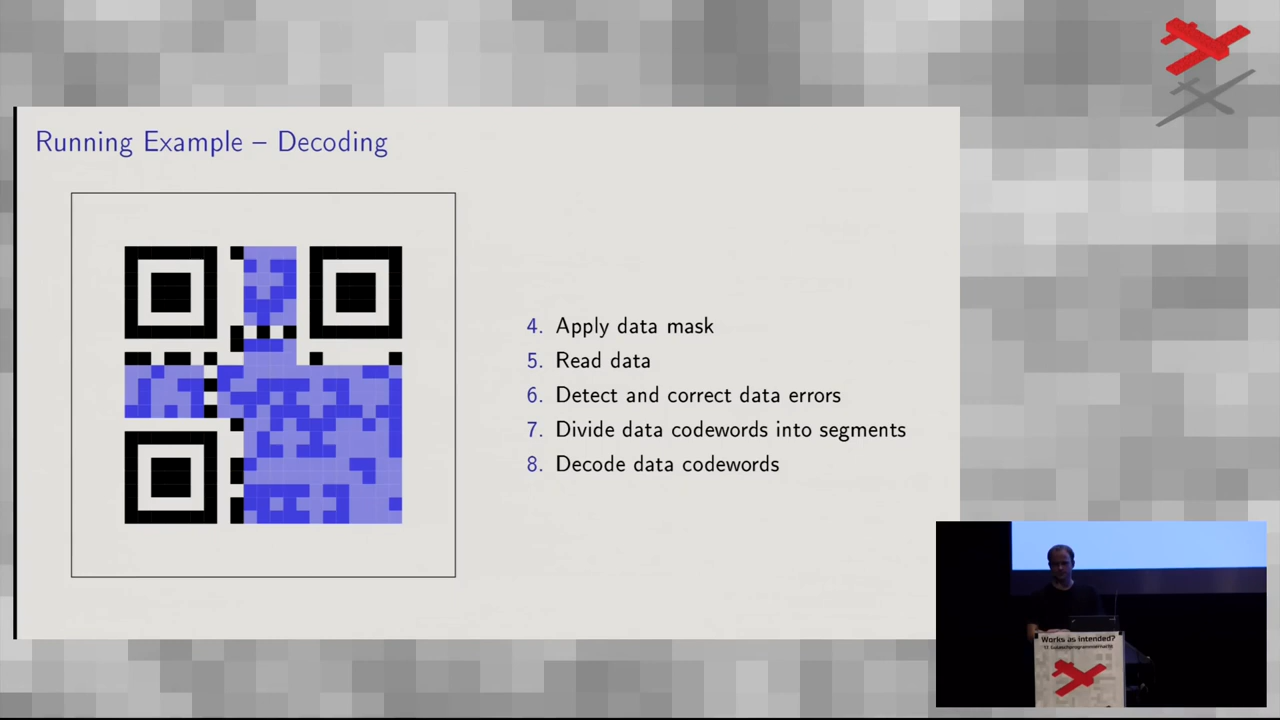 Running Example – Decoding
4. Apply data mask
5. Read data
6. Detect and correct data errors
7. Divide data codewords into segments
8. Decode data codewords
Works as intended?